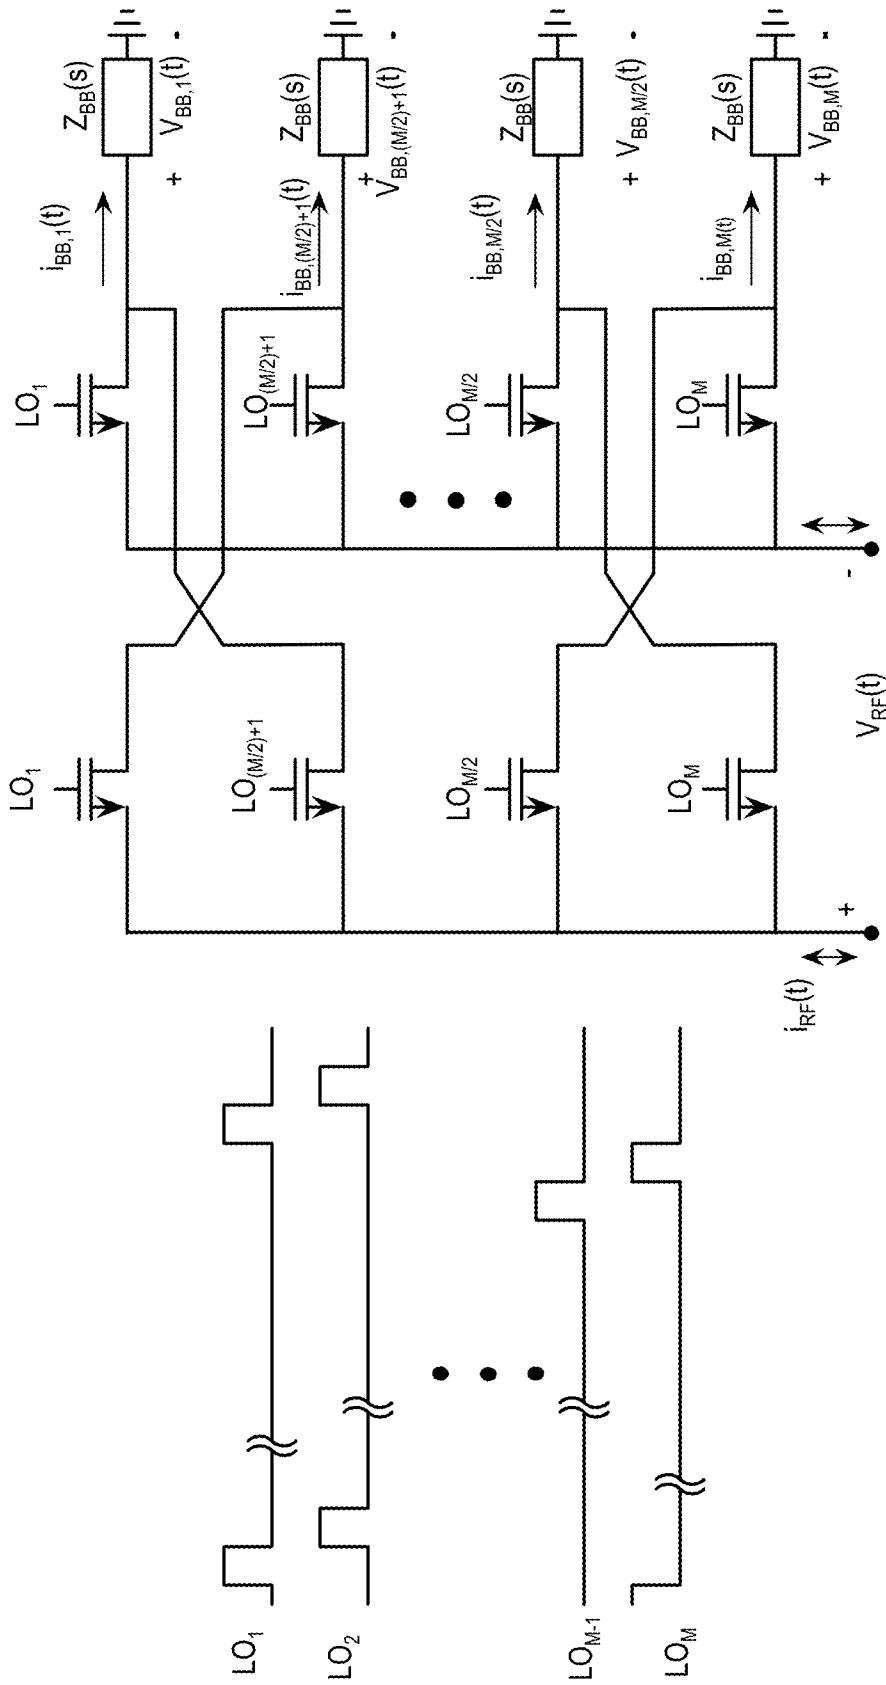 LO1
LO2
LOM-1
LOM
iRF(t)
+
VRF(t)
-
LO1
LO(M/2)+1
LOM/2
LOM
LO1
LO(M/2)+1
LOM/2
LOM
iBB,1(t)
iBB,(M/2)+1(t)
iBB,M/2(t)
iBB,M(t)
ZBB(s)
+ VBB,1(t) -
ZBB(s)
+ VBB,(M/2)+1(t) -
ZBB(s)
+ VBB,M/2(t) -
ZBB(s)
+ VBB,M(t) -